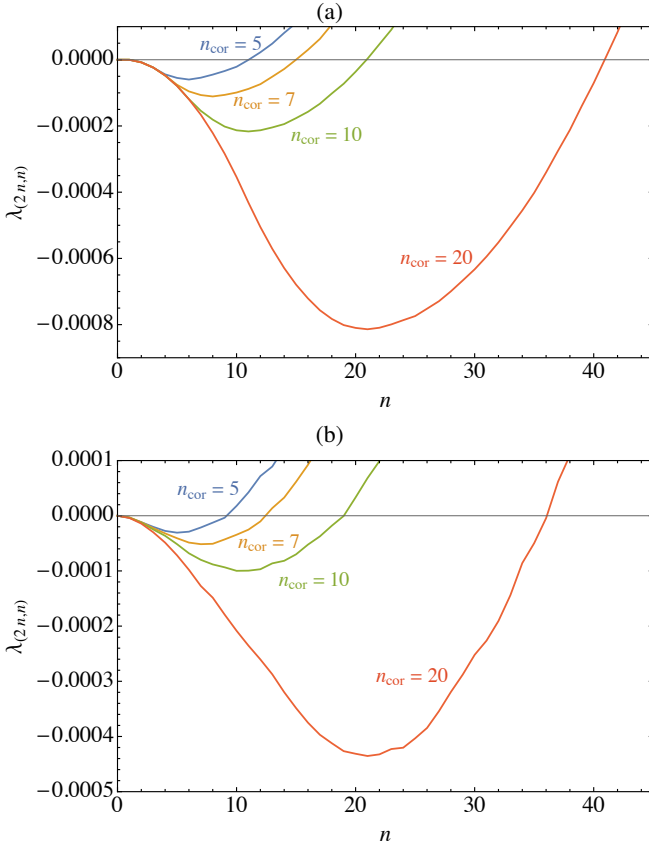 (a)
0.0000
−0.0002
−0.0004
−0.0006
−0.0008
λ(2 n,n)
ncor = 5
ncor = 7
ncor = 10
ncor = 20
0 10 20 30 40
n
(b)
0.0001
0.0000
−0.0001
−0.0002
−0.0003
−0.0004
−0.0005
λ(2 n,n)
ncor = 5
ncor = 7
ncor = 10
ncor = 20
0 10 20 30 40
n